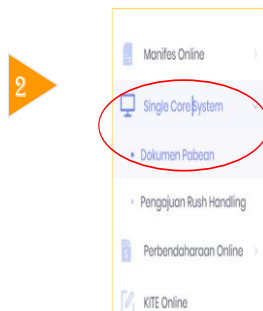 2
Manifes Online
Single Core System
Dokumen Pabean
Pengajuan Rush Handling
Perbendaharaan Online
KITE Online